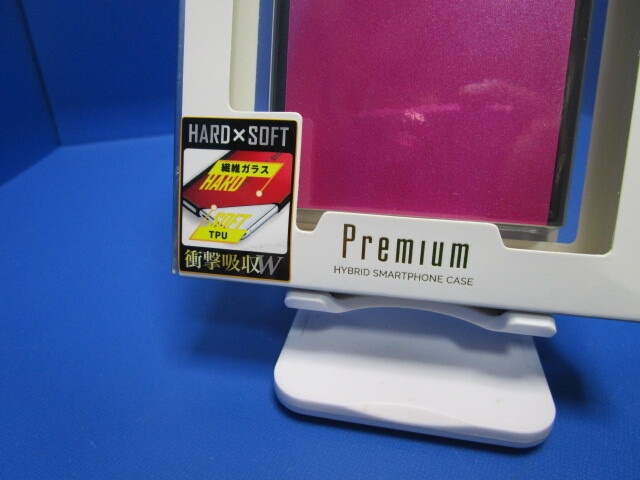 HARD×SOFT
繊維ガラス
HARD
SOFT
TPU
衝撃吸収W
Premium
HYBRID SMARTPHONE CASE